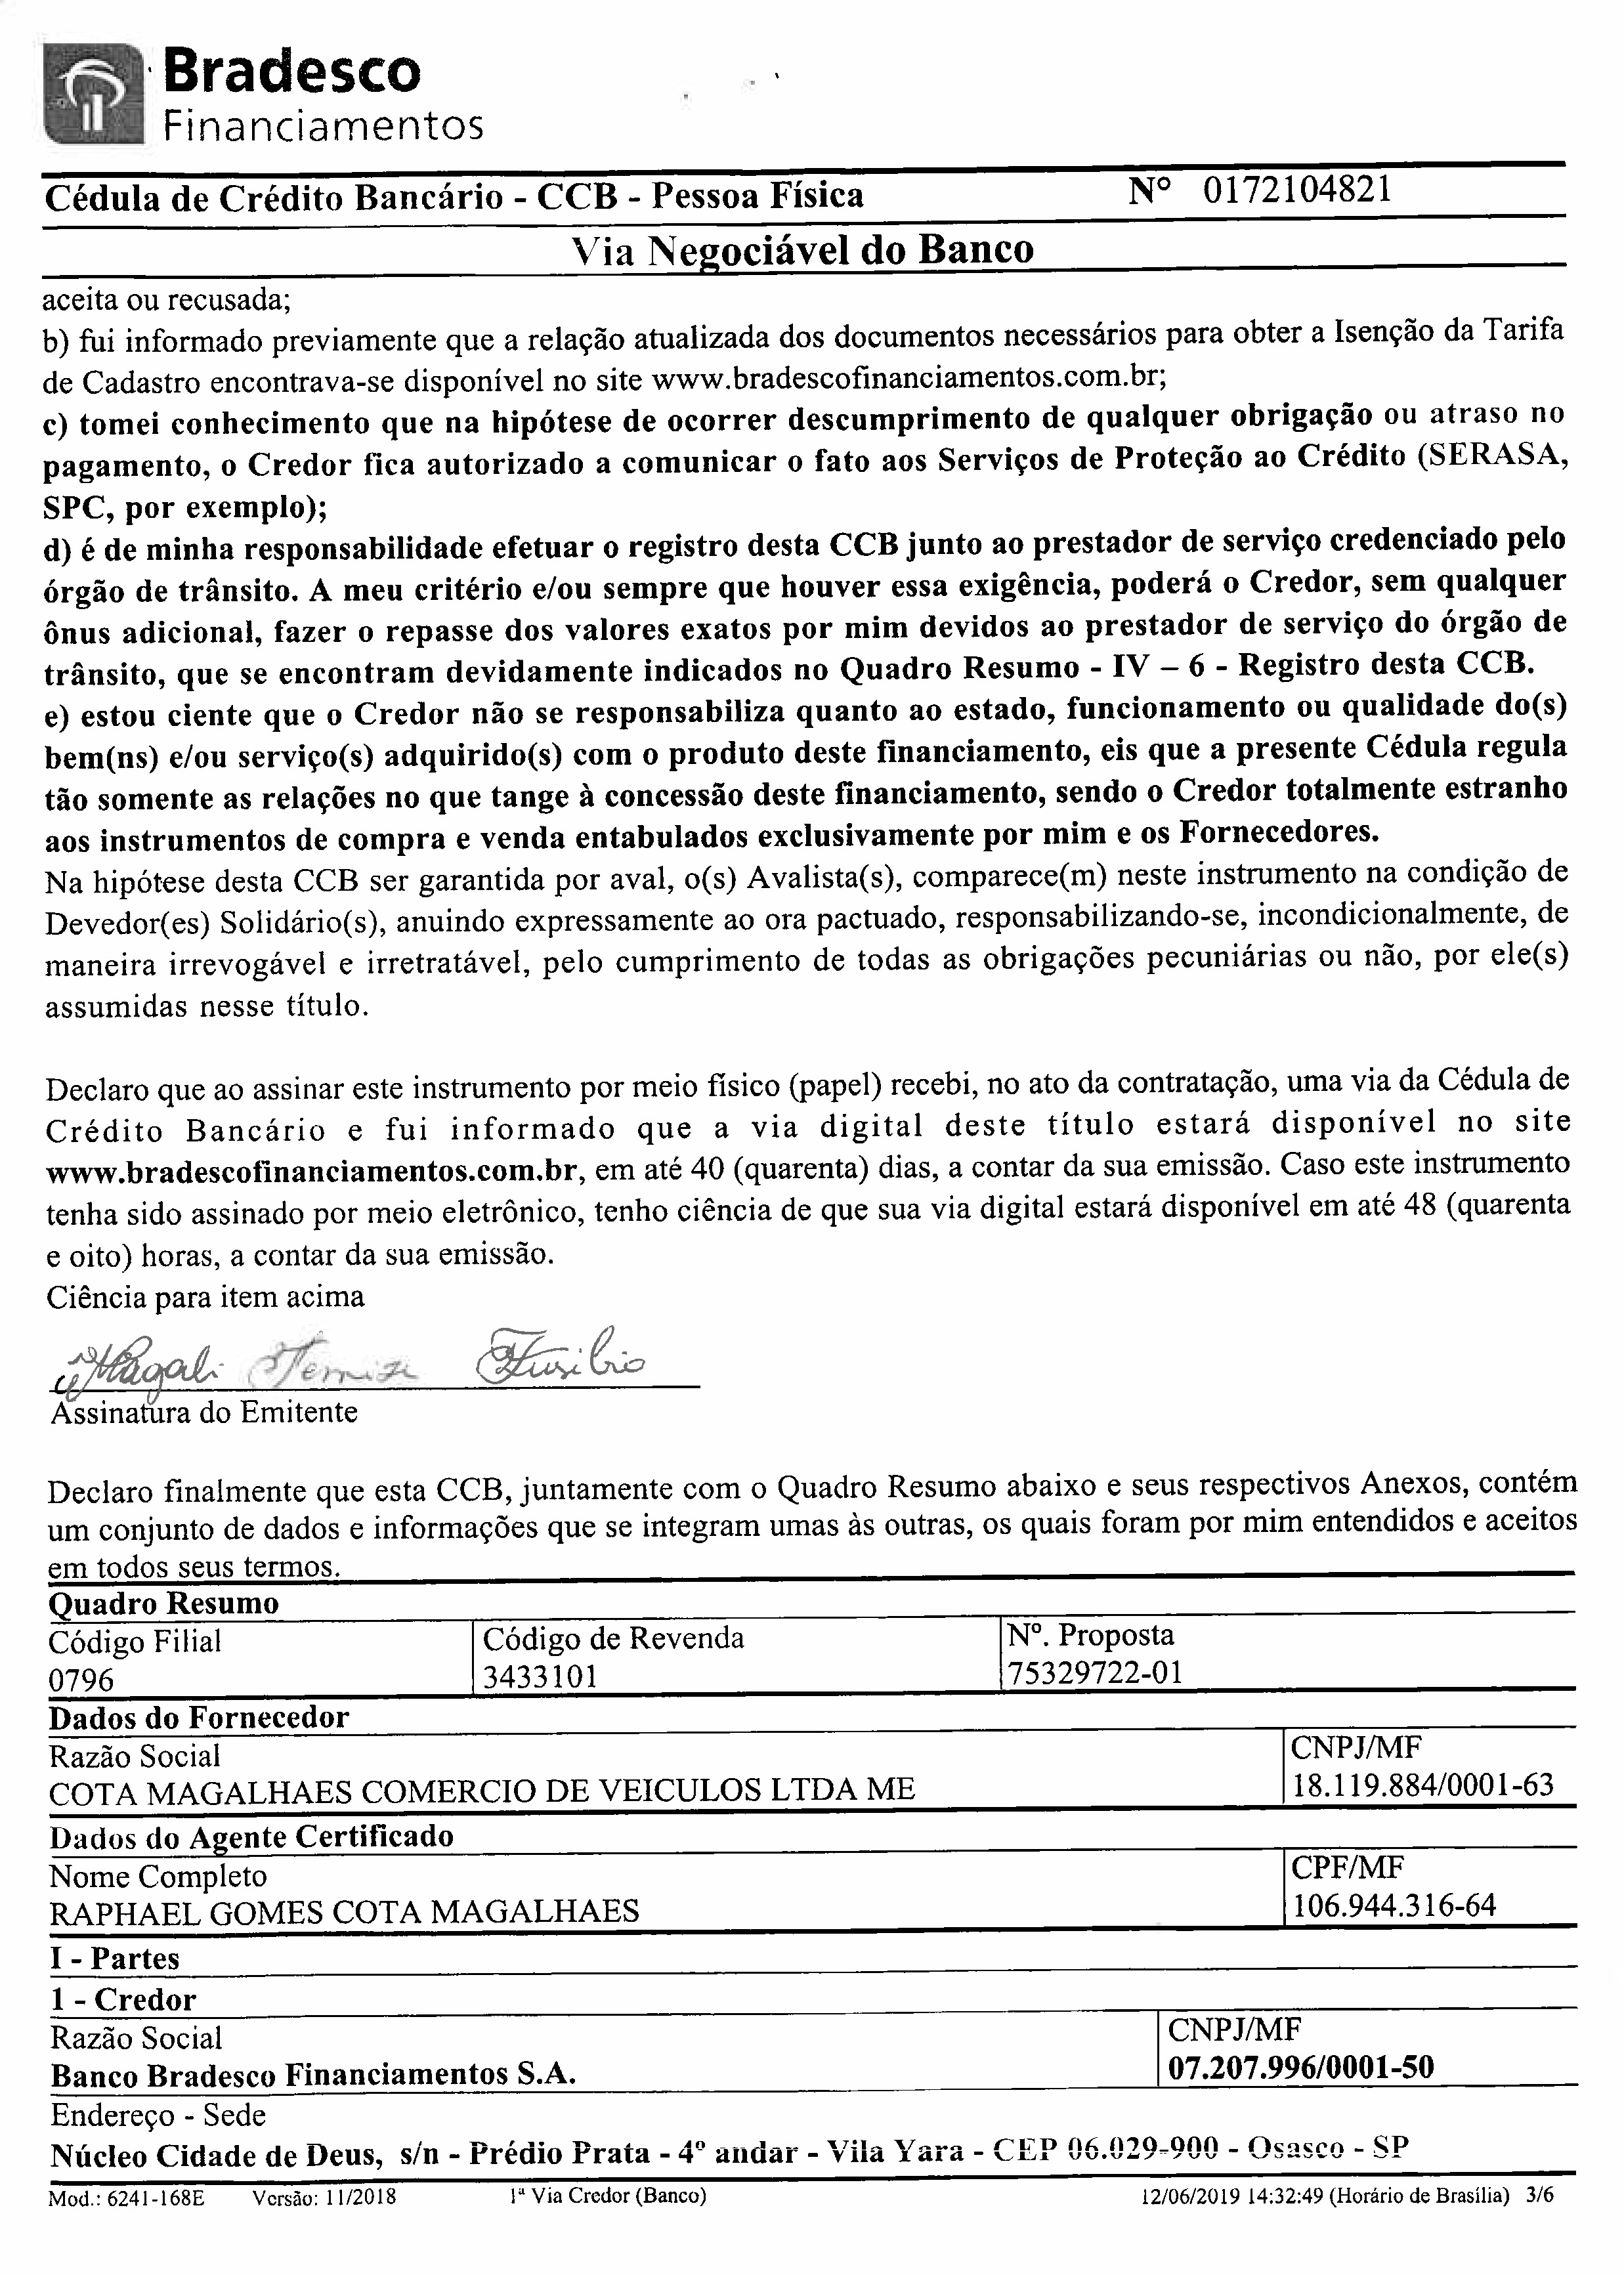 Bradesco
Financiamentos
Cédula de Crédito Bancário - CCB - Pessoa Física Nº 0172104821
Via Negociável do Banco
aceita ou recusada;
b) fui informado previamente que a relação atualizada dos documentos necessários para obter a Isenção da Tarifa
de Cadastro encontrava-se disponível no site www.bradescofinanciamentos.com.br;
c) tomei conhecimento que na hipótese de ocorrer descumprimento de qualquer obrigação ou atraso no
pagamento, o Credor fica autorizado a comunicar o fato aos Serviços de Proteção ao Crédito (SERASA,
SPC, por exemplo);
d) é de minha responsabilidade efetuar o registro desta CCB junto ao prestador de serviço credenciado pelo
órgão de trânsito. A meu critério e/ou sempre que houver essa exigência, poderá o Credor, sem qualquer
ônus adicional, fazer o repasse dos valores exatos por mim devidos ao prestador de serviço do órgão de
trânsito, que se encontram devidamente indicados no Quadro Resumo - IV – 6 - Registro desta CCB.
e) estou ciente que o Credor não se responsabiliza quanto ao estado, funcionamento ou qualidade do(s)
bem(ns) e/ou serviço(s) adquirido(s) com o produto deste financiamento, eis que a presente Cédula regula
tão somente as relações no que tange à concessão deste financiamento, sendo o Credor totalmente estranho
aos instrumentos de compra e venda entabulados exclusivamente por mim e os Fornecedores.
Na hipótese desta CCB ser garantida por aval, o(s) Avalista(s), comparece(m) neste instrumento na condição de
Devedor(es) Solidário(s), anuindo expressamente ao ora pactuado, responsabilizando-se, incondicionalmente, de
maneira irrevogável e irretratável, pelo cumprimento de todas as obrigações pecuniárias ou não, por ele(s)
assumidas nesse título.
Declaro que ao assinar este instrumento por meio físico (papel) recebi, no ato da contratação, uma via da Cédula de
Crédito Bancário e fui informado que a via digital deste título estará disponível no site
www.bradescofinanciamentos.com.br, em até 40 (quarenta) dias, a contar da sua emissão. Caso este instrumento
tenha sido assinado por meio eletrônico, tenho ciência de que sua via digital estará disponível em até 48 (quarenta
e oito) horas, a contar da sua emissão.
Ciência para item acima
Magali
Assinatura do Emitente
Declaro finalmente que esta CCB, juntamente com o Quadro Resumo abaixo e seus respectivos Anexos, contém
um conjunto de dados e informações que se integram umas às outras, os quais foram por mim entendidos e aceitos
em todos seus termos.
Quadro Resumo
Código Filial Código de Revenda Nº. Proposta
0796 3433101 75329722-01
Dados do Fornecedor
Razão Social CNPJ/MF
COTA MAGALHAES COMERCIO DE VEICULOS LTDA ME 18.119.884/0001-63
Dados do Agente Certificado
Nome Completo CPF/MF
RAPHAEL GOMES COTA MAGALHAES 106.944.316-64
I - Partes
1 - Credor
Razão Social CNPJ/MF
Banco Bradesco Financiamentos S.A. 07.207.996/0001-50
Endereço - Sede
Núcleo Cidade de Deus, s/n - Prédio Prata - 4º andar - Vila Yara - CEP 06.029-900 - Osasco - SP
Mod.: 6241-168E Versão: 11/2018 1ª Via Credor (Banco) 12/06/2019 14:32:49 (Horário de Brasília) 3/6